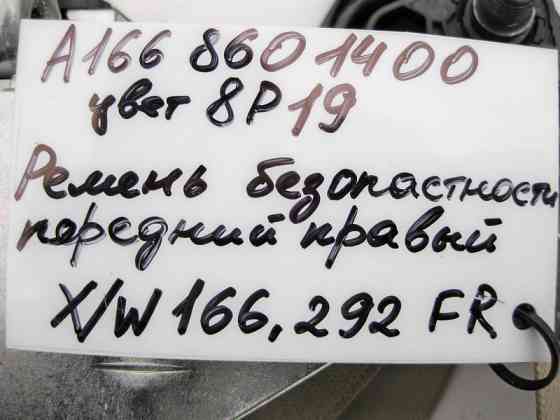 A166 860 1400
цвет 8P19
Ремень безопастности
передний правый
X/W 166, 292 FR